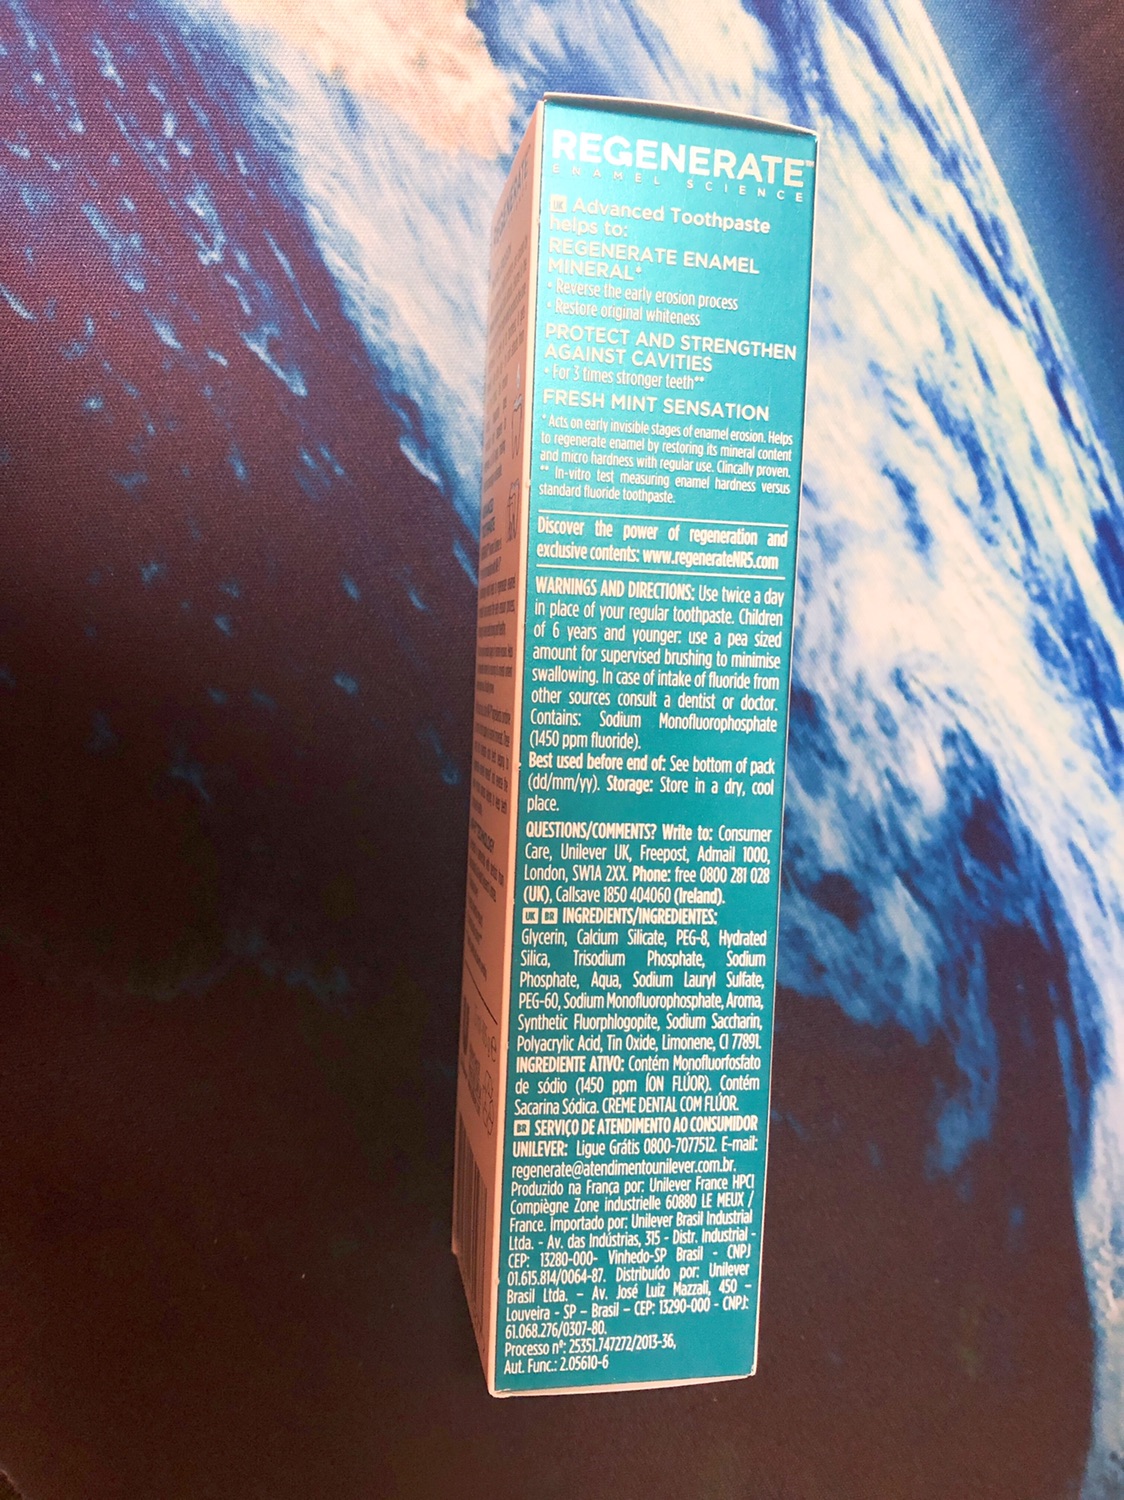 REGENERATE™
ENAMEL SCIENCE
UK Advanced Toothpaste
helps to:
REGENERATE ENAMEL
MINERAL*
• Reverse the early erosion process
• Restore original whiteness
PROTECT AND STRENGTHEN
AGAINST CAVITIES
• For 3 times stronger teeth**
FRESH MINT SENSATION
*Acts on early invisible stages of enamel erosion. Helps
to regenerate enamel by restoring its mineral content
and micro hardness with regular use. Clincally proven.
** In-vitro test measuring enamel hardness versus
standard fluoride toothpaste.
Discover the power of regeneration and
exclusive contents: www.regenerateNR5.com
WARNINGS AND DIRECTIONS: Use twice a day
in place of your regular toothpaste. Children
of 6 years and younger: use a pea sized
amount for supervised brushing to minimise
swallowing. In case of intake of fluoride from
other sources consult a dentist or doctor.
Contains: Sodium Monofluorophosphate
(1450 ppm fluoride).
Best used before end of: See bottom of pack
(dd/mm/yy). Storage: Store in a dry, cool
place.
QUESTIONS/COMMENTS? Write to: Consumer
Care, Unilever UK, Freepost, Admail 1000,
London, SW1A 2XX. Phone: free 0800 281 028
(UK), Callsave 1850 404060 (Ireland).
UK BR INGREDIENTS/INGREDIENTES:
Glycerin, Calcium Silicate, PEG-8, Hydrated
Silica, Trisodium Phosphate, Sodium
Phosphate, Aqua, Sodium Lauryl Sulfate,
PEG-60, Sodium Monofluorophosphate, Aroma,
Synthetic Fluorphlogopite, Sodium Saccharin,
Polyacrylic Acid, Tin Oxide, Limonene, CI 77891.
INGREDIENTE ATIVO: Contém Monofluorfosfato
de sódio (1450 ppm ÍON FLÚOR). Contém
Sacarina Sódica. CREME DENTAL COM FLÚOR.
BR SERVIÇO DE ATENDIMENTO AO CONSUMIDOR
UNILEVER: Ligue Grátis 0800-7077512. E-mail:
regenerate@atendimentounilever.com.br.
Produzido na França por: Unilever France HPCI
Compiègne Zone industrielle 60880 LE MEUX /
France. Importado por: Unilever Brasil Industrial
Ltda. - Av. das Indústrias, 315 - Distr. Industrial -
CEP: 13280-000- Vinhedo-SP Brasil - CNPJ
01.615.814/0064-87. Distribuído por: Unilever
Brasil Ltda. – Av. José Luiz Mazzali, 450 –
Louveira - SP – Brasil – CEP: 13290-000 - CNPJ:
61.068.276/0307-80.
Processo nº: 25351.747272/2013-36,
Aut. Func.: 2.05610-6